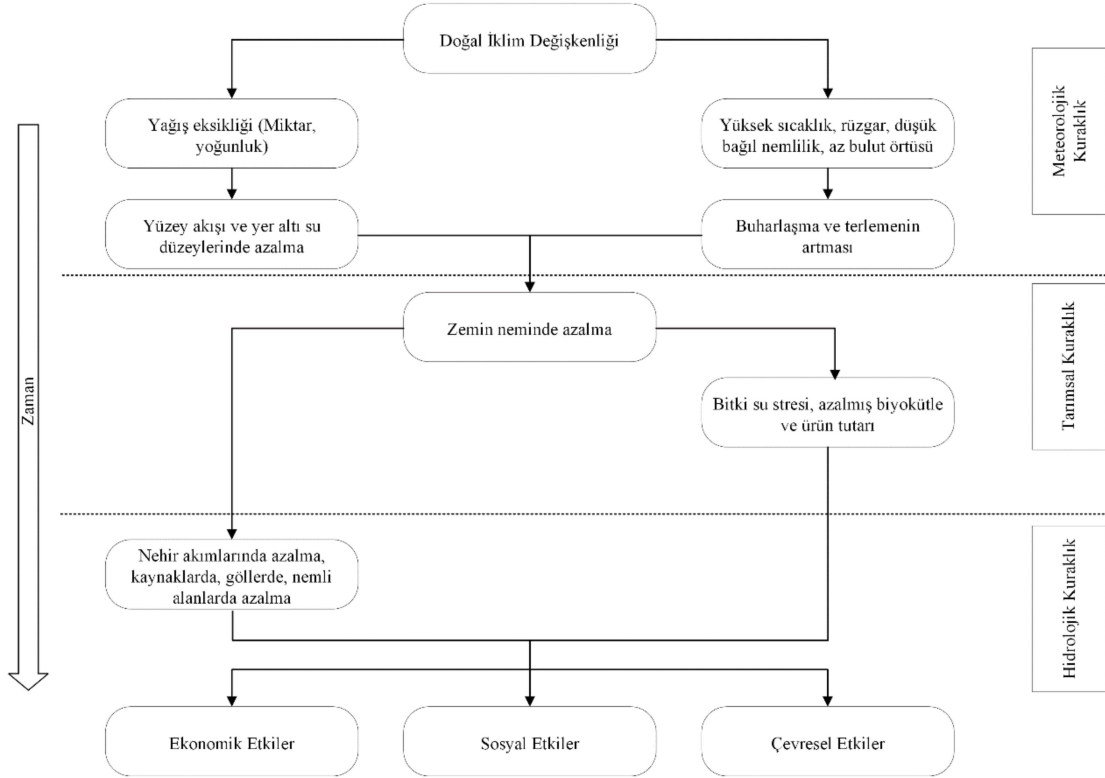 Doğal İklim Değişkenliği
Yağış eksikliği (Miktar,
yoğunluk)
Yüksek sıcaklık, rüzgar, düşük
bağıl nemlilik, az bulut örtüsü
Meteorolojik
Kuraklık
Yüzey akışı ve yer altı su
düzeylerinde azalma
Buharlaşma ve terlemenin
artması
Zaman
Zemin neminde azalma
Bitki su stresi, azalmış biyokütle
ve ürün tutarı
Tarımsal Kuraklık
Nehir akımlarında azalma,
kaynaklarda, göllerde, nemli
alanlarda azalma
Hidrolojik Kuraklık
Ekonomik Etkiler
Sosyal Etkiler
Çevresel Etkiler